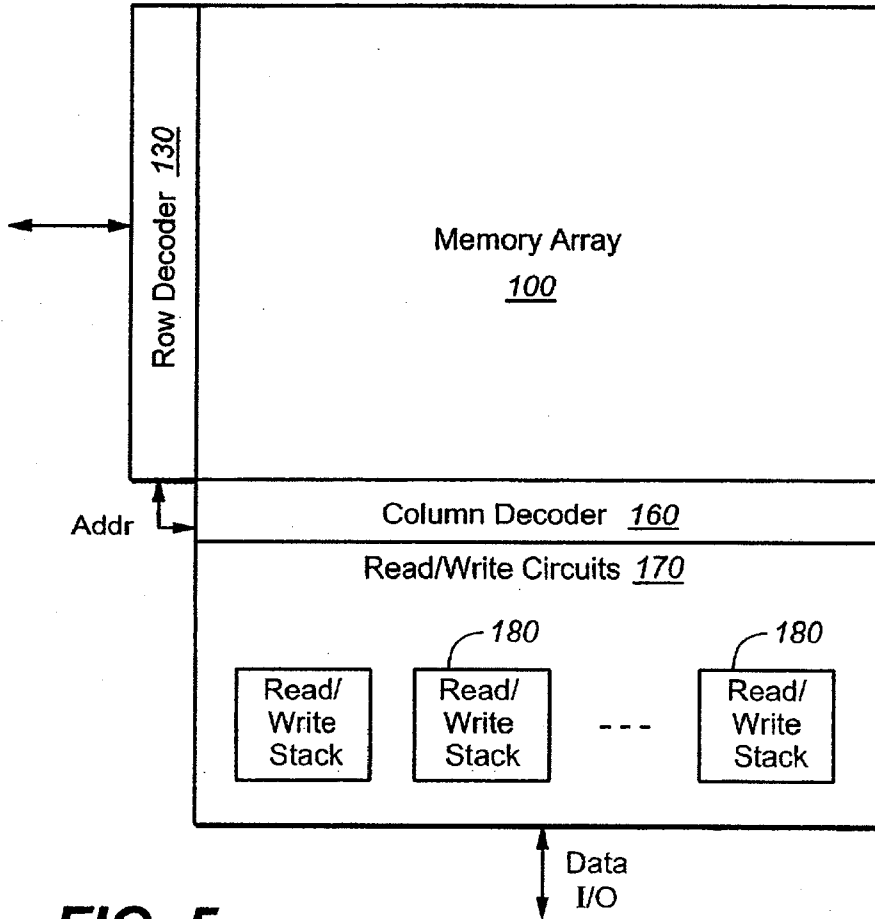 Row Decoder 130
Memory Array
100
Addr
Column Decoder 160
Read/Write Circuits 170
180
180
Read/
Write
Stack
Read/
Write
Stack
- - -
Read/
Write
Stack
Data
I/O
FIG. 5